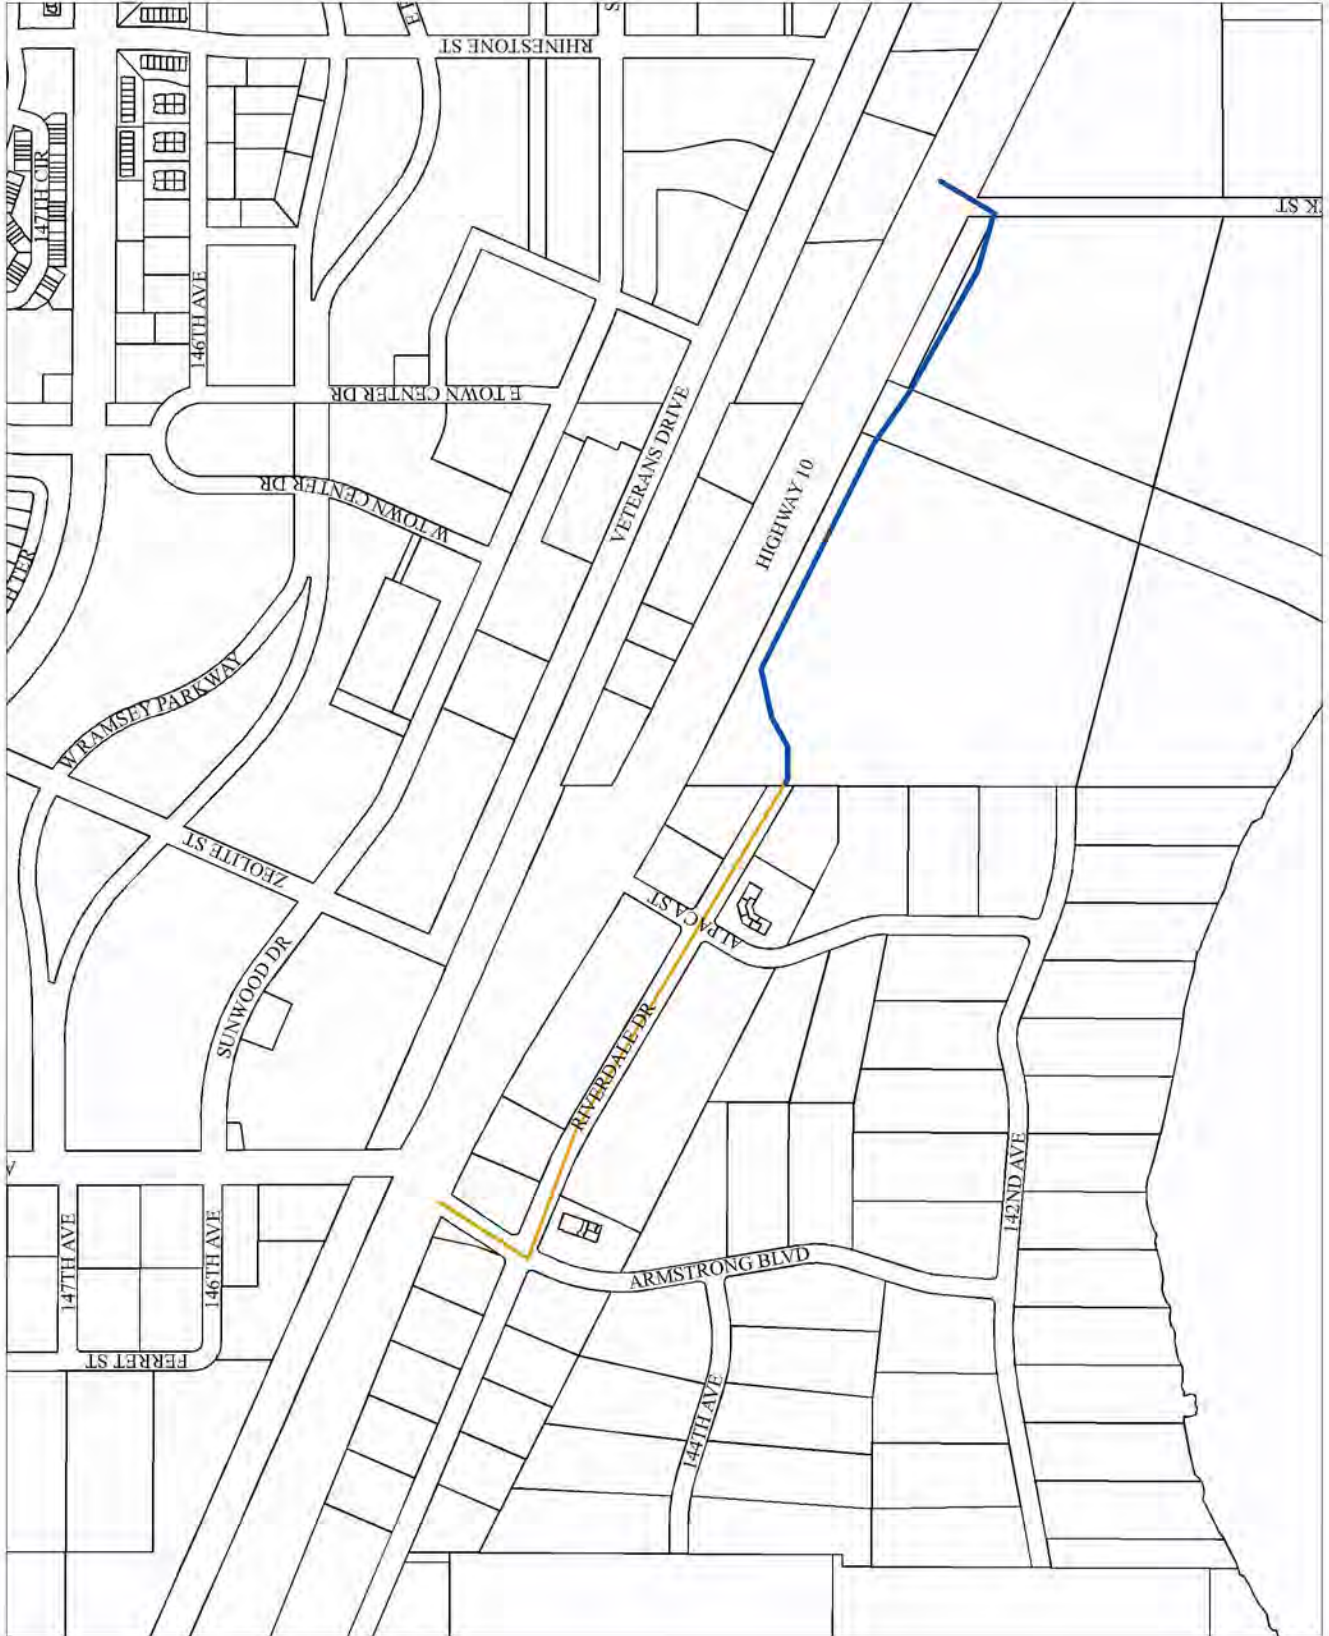 RHINESTONE ST
147TH CIR
K ST
146TH AVE
E TOWN CENTER DR
W TOWN CENTER DR
VETERANS DRIVE
HIGHWAY 10
H TER
W RAMSEY PARKWAY
ZEOLITE ST
ALPACA ST
SUNWOOD DR
RIVERDALE DR
142ND AVE
147TH AVE
146TH AVE
ARMSTRONG BLVD
FERRET ST
144TH AVE